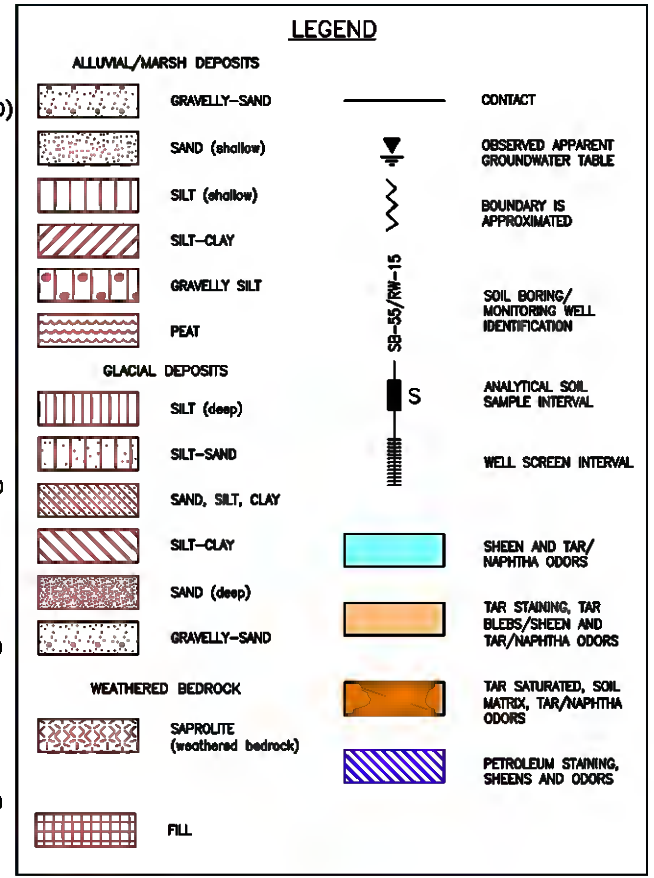 LEGEND
ALLUVIAL/MARSH DEPOSITS
GRAVELLY-SAND
SAND (shallow)
SILT (shallow)
SILT-CLAY
GRAVELLY SILT
PEAT
GLACIAL DEPOSITS
SILT (deep)
SILT-SAND
SAND, SILT, CLAY
SILT-CLAY
SAND (deep)
GRAVELLY-SAND
WEATHERED BEDROCK
SAPROLITE
(weathered bedrock)
FILL
CONTACT
OBSERVED APPARENT
GROUNDWATER TABLE
BOUNDARY IS
APPROXIMATED
SB-55/RW-15
SOIL BORING/
MONITORING WELL
IDENTIFICATION
S
ANALYTICAL SOIL
SAMPLE INTERVAL
WELL SCREEN INTERVAL
SHEEN AND TAR/
NAPHTHA ODORS
TAR STAINING, TAR
BLEBS/SHEEN AND
TAR/NAPHTHA ODORS
TAR SATURATED, SOIL
MATRIX, TAR/NAPHTHA
ODORS
PETROLEUM STAINING,
SHEENS AND ODORS